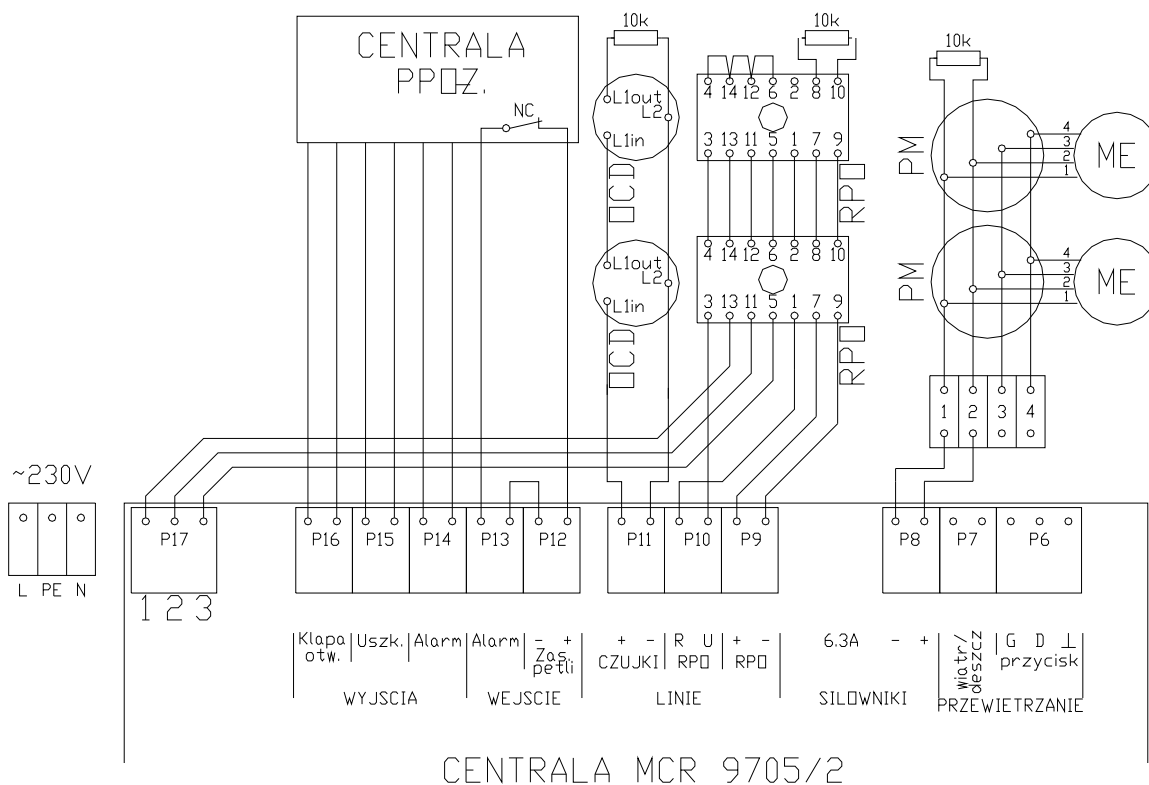 10k
10k
10k
CENTRALA
PPOŻ.
NC
L1out
L2
L1in
OCD
4 14 12 6 2 8 10
3 13 11 5 1 7 9
RPO
PM
4
3
2
1
ME
L1out
L2
L1in
OCD
4 14 12 6 2 8 10
3 13 11 5 1 7 9
RPO
PM
4
3
2
1
ME
1 2 3 4
~230V
L PE N
P17
1 2 3
P16 P15 P14 P13 P12
P11 P10 P9
P8 P7 P6
Klapa
otw.
Uszk.
Alarm
Alarm
- +
Zas.
petli
WYJSCIA
WEJSCIE
+ -
CZUJKI
R U
RPO
+ -
RPO
LINIE
6.3A - +
SILOWNIKI
wiatr/
deszcz
G D ⊥
przycisk
PRZEWIETRZANIE
CENTRALA MCR 9705/2